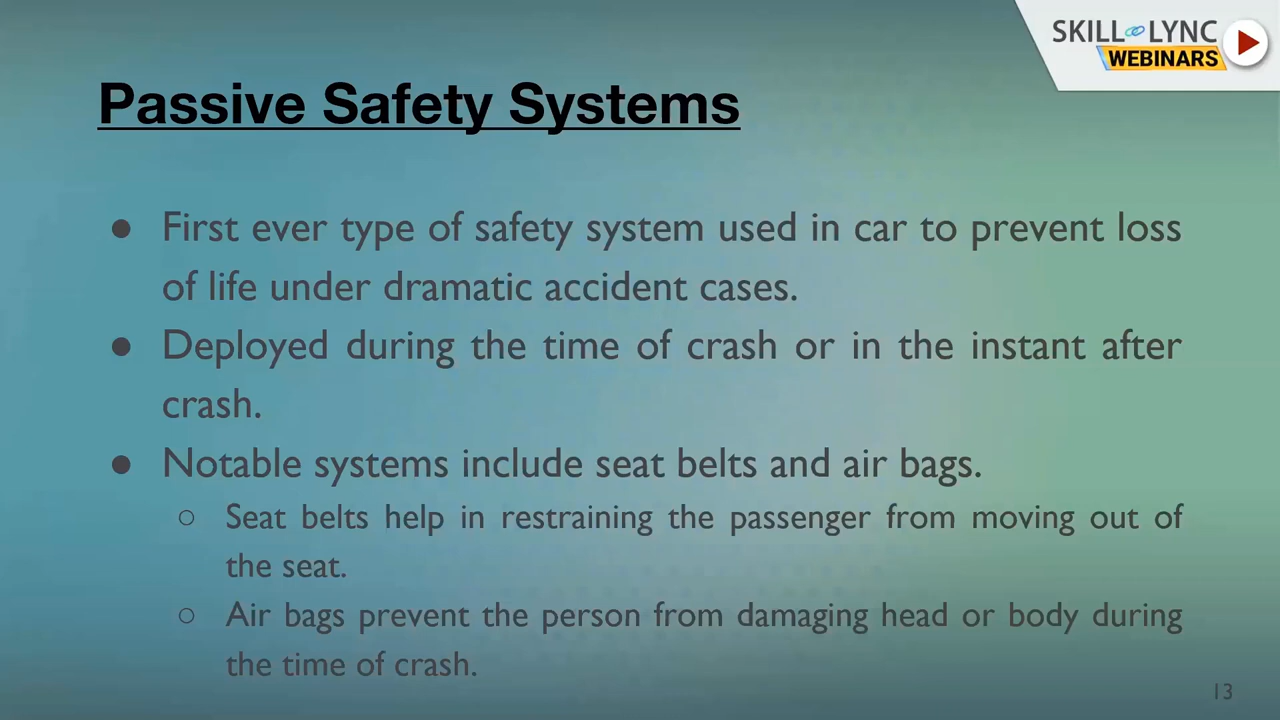 SKILL LYNC
WEBINARS
Passive Safety Systems
● First ever type of safety system used in car to prevent loss
of life under dramatic accident cases.
● Deployed during the time of crash or in the instant after
crash.
● Notable systems include seat belts and air bags.
○ Seat belts help in restraining the passenger from moving out of
the seat.
○ Air bags prevent the person from damaging head or body during
the time of crash.
13